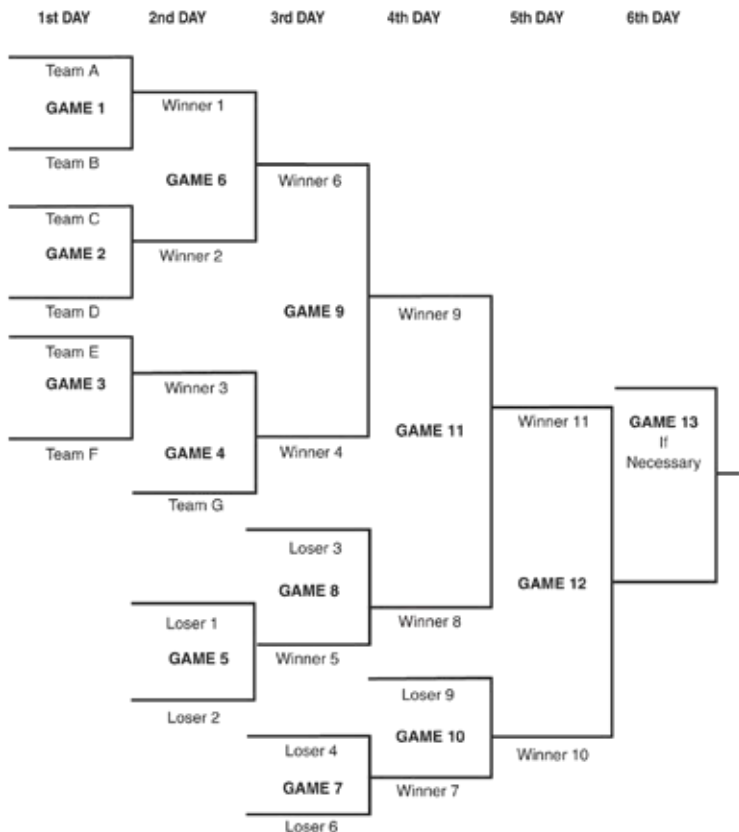 1st DAY 2nd DAY 3rd DAY 4th DAY 5th DAY 6th DAY
Team A
GAME 1
Team B
Team C
GAME 2
Team D
Team E
GAME 3
Team F
Winner 1
GAME 6
Winner 2
Winner 3
GAME 4
Team G
Loser 1
GAME 5
Loser 2
Winner 6
GAME 9
Winner 4
Loser 3
GAME 8
Winner 5
Loser 4
GAME 7
Loser 6
Winner 9
GAME 11
Winner 8
Loser 9
GAME 10
Winner 7
Winner 11
GAME 12
Winner 10
GAME 13
If
Necessary